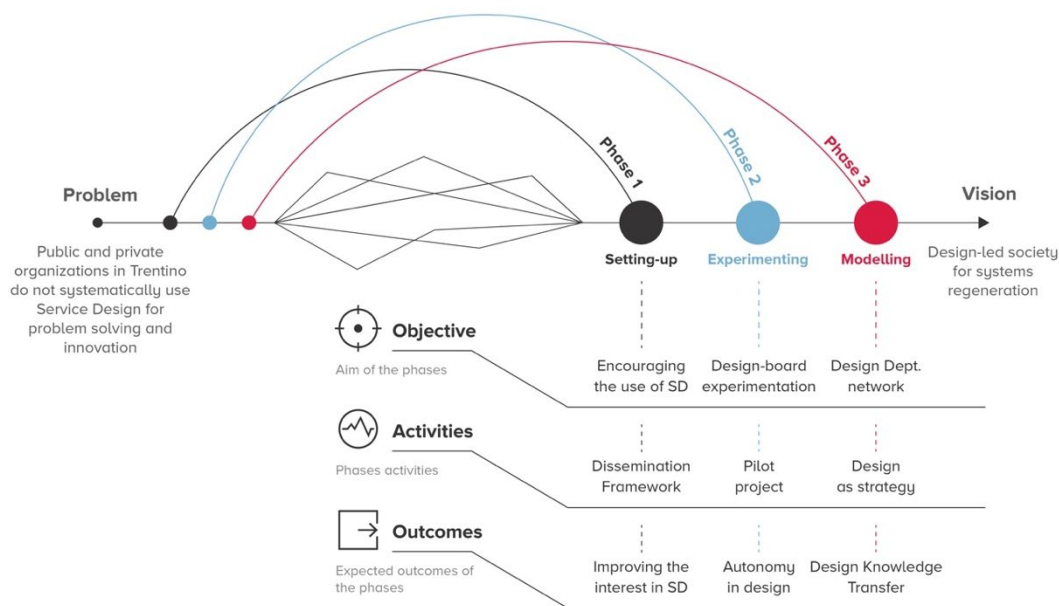 Phase 1
Phase 2
Phase 3
Problem
Vision
Public and private
organizations in Trentino
do not systematically use
Service Design for
problem solving and
innovation
Setting-up
Experimenting
Modelling
Design-led society
for systems
regeneration
Objective
Aim of the phases
Encouraging
the use of SD
Design-board
experimentation
Design Dept.
network
Activities
Phases activities
Dissemination
Framework
Pilot
project
Design
as strategy
Outcomes
Expected outcomes of
the phases
Improving the
interest in SD
Autonomy
in design
Design Knowledge
Transfer